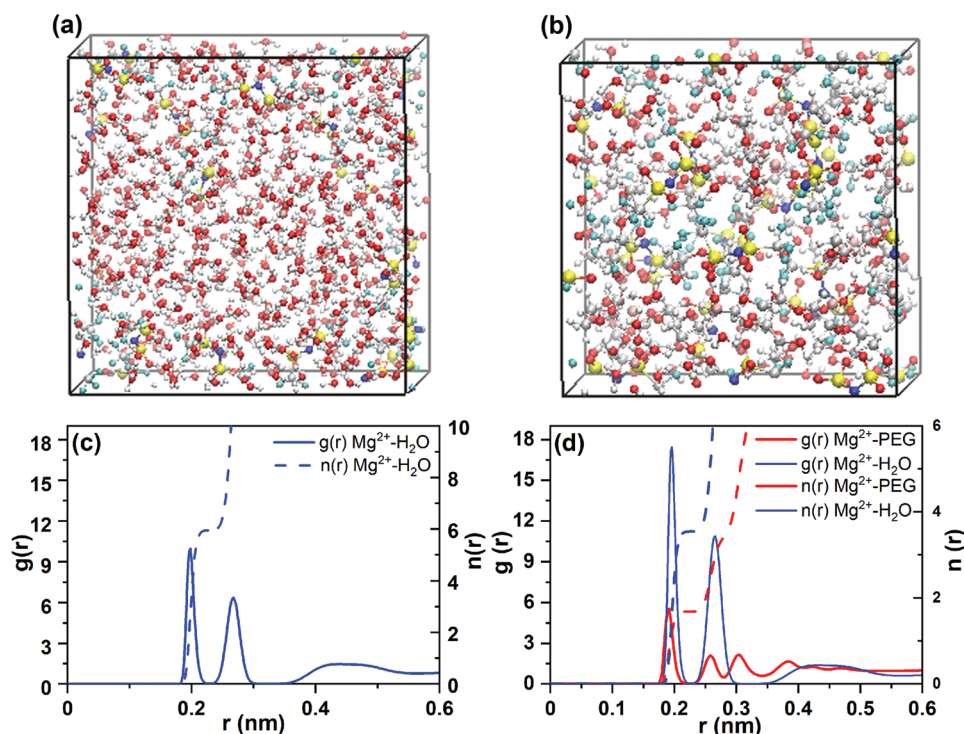 (a)
(b)
(c)
g(r) Mg²⁺-H₂O
n(r) Mg²⁺-H₂O
18
15
12
9
6
3
0
g(r)
10
8
6
4
2
0
n(r)
0
0.2
0.4
0.6
r (nm)
(d)
g(r) Mg²⁺-PEG
g(r) Mg²⁺-H₂O
n(r) Mg²⁺-PEG
n(r) Mg²⁺-H₂O
18
15
12
9
6
3
0
g(r)
6
5
4
3
2
1
0
n (r)
0
0.1
0.2
0.3
0.4
0.5
0.6
r (nm)